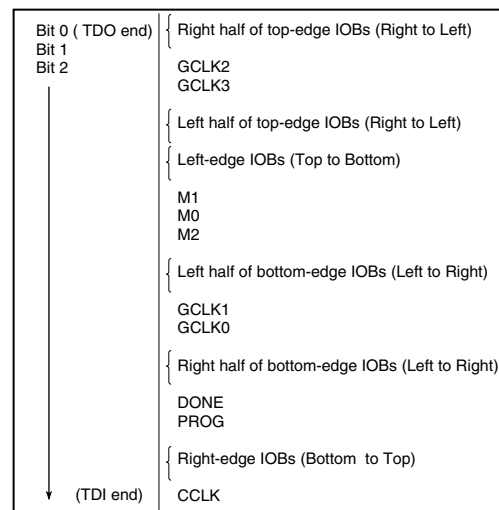 Bit 0 ( TDO end)
Bit 1
Bit 2
Right half of top-edge IOBs (Right to Left)
GCLK2
GCLK3
Left half of top-edge IOBs (Right to Left)
Left-edge IOBs (Top to Bottom)
M1
M0
M2
Left half of bottom-edge IOBs (Left to Right)
GCLK1
GCLK0
Right half of bottom-edge IOBs (Left to Right)
DONE
PROG
Right-edge IOBs (Bottom to Top)
(TDI end)
CCLK